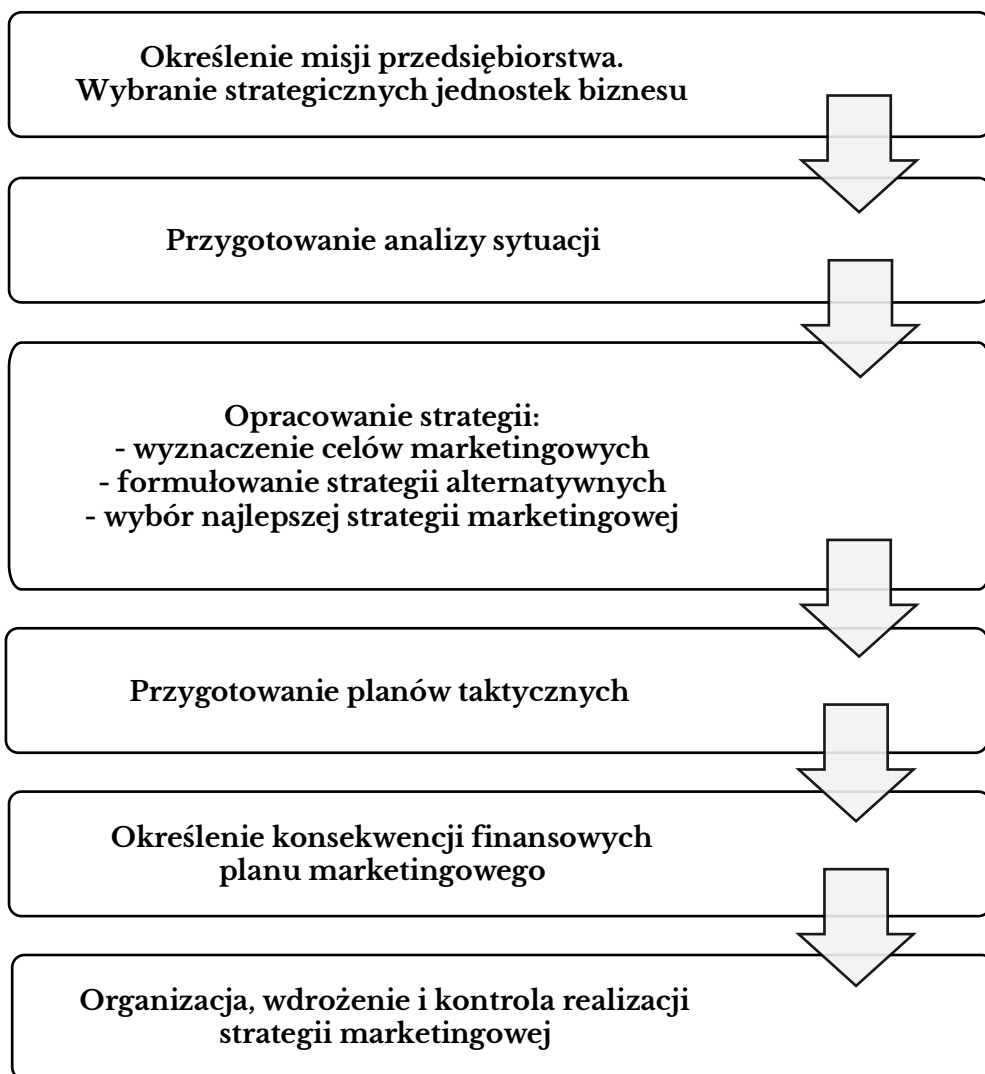 Określenie misji przedsiębiorstwa.
Wybranie strategicznych jednostek biznesu
Przygotowanie analizy sytuacji
Opracowanie strategii:
- wyznaczenie celów marketingowych
- formułowanie strategii alternatywnych
- wybór najlepszej strategii marketingowej
Przygotowanie planów taktycznych
Określenie konsekwencji finansowych
planu marketingowego
Organizacja, wdrożenie i kontrola realizacji
strategii marketingowej